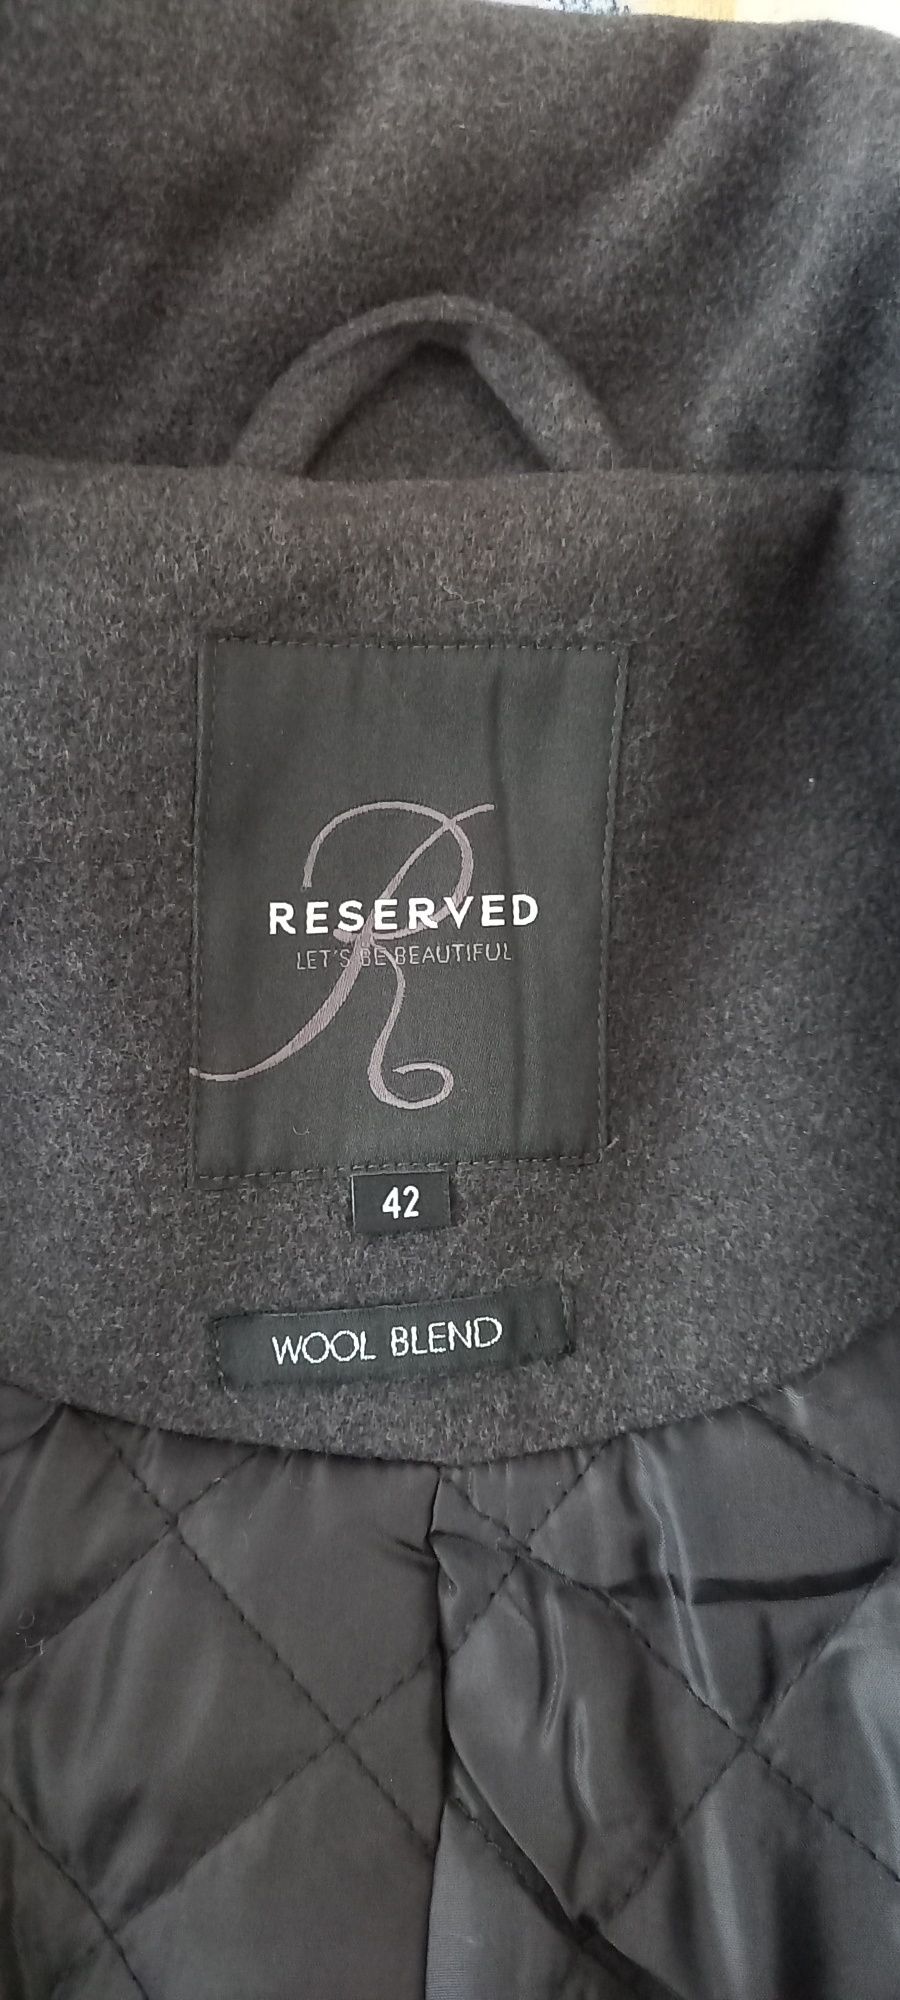 RESERVED
LET'S BE BEAUTIFUL
42
WOOL BLEND